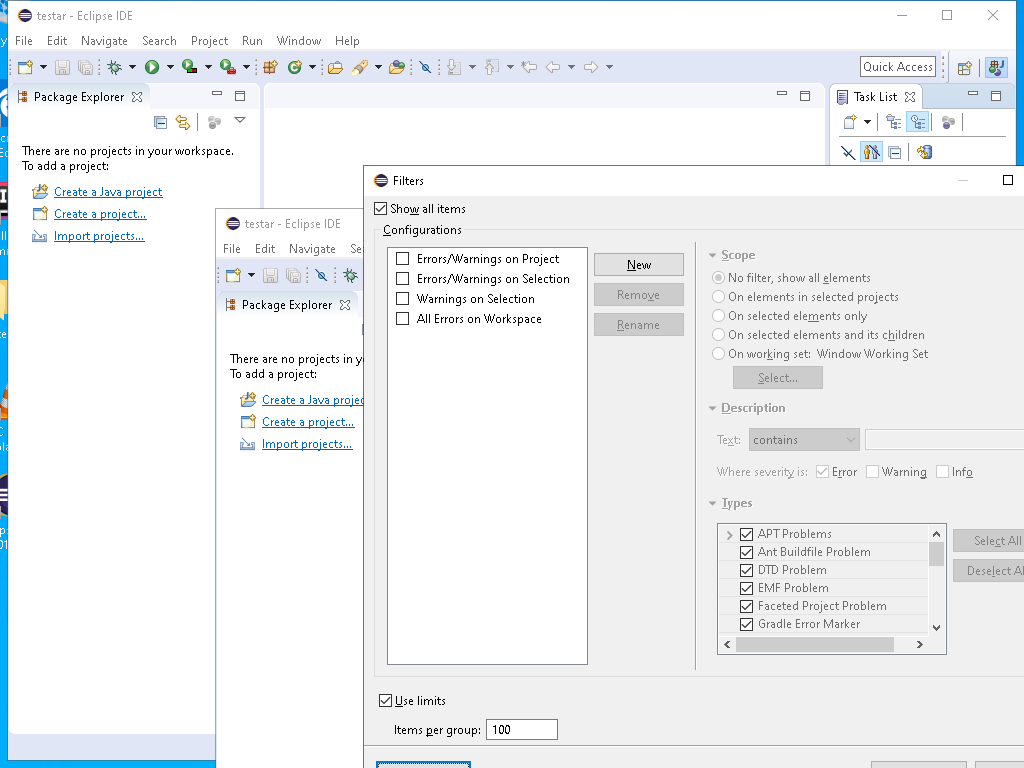 testar - Eclipse IDE
File Edit Navigate Search Project Run Window Help
Quick Access
Package Explorer
Task List
There are no projects in your workspace.
To add a project:
Create a Java project
Create a project...
Import projects...
testar - Eclipse IDE
File Edit Navigate Se
Package Explorer
There are no projects in y
To add a project:
Create a Java projec
Create a project...
Import projects...
Filters
Show all items
Configurations
Errors/Warnings on Project
Errors/Warnings on Selection
Warnings on Selection
All Errors on Workspace
New
Remove
Rename
Scope
No filter, show all elements
On elements in selected projects
On selected elements only
On selected elements and its children
On working set: Window Working Set
Select...
Description
Text: contains
Where severity is: Error Warning Info
Types
APT Problems
Ant Buildfile Problem
DTD Problem
EMF Problem
Faceted Project Problem
Gradle Error Marker
Select All
Deselect Al
Use limits
Items per group: 100